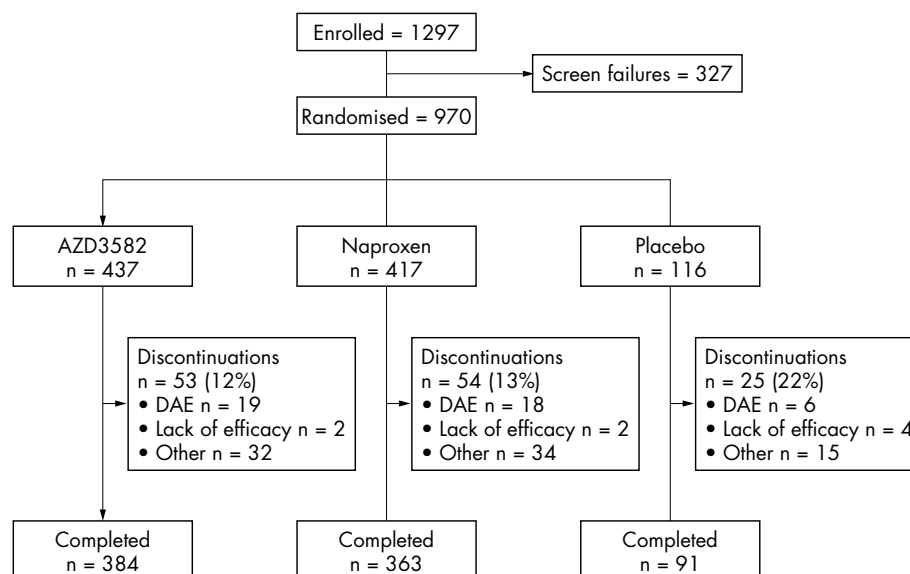 Enrolled = 1297
Screen failures = 327
Randomised = 970
AZD3582
n = 437
Naproxen
n = 417
Placebo
n = 116
Discontinuations
n = 53 (12%)
• DAE n = 19
• Lack of efficacy n = 2
• Other n = 32
Discontinuations
n = 54 (13%)
• DAE n = 18
• Lack of efficacy n = 2
• Other n = 34
Discontinuations
n = 25 (22%)
• DAE n = 6
• Lack of efficacy n = 4
• Other n = 15
Completed
n = 384
Completed
n = 363
Completed
n = 91